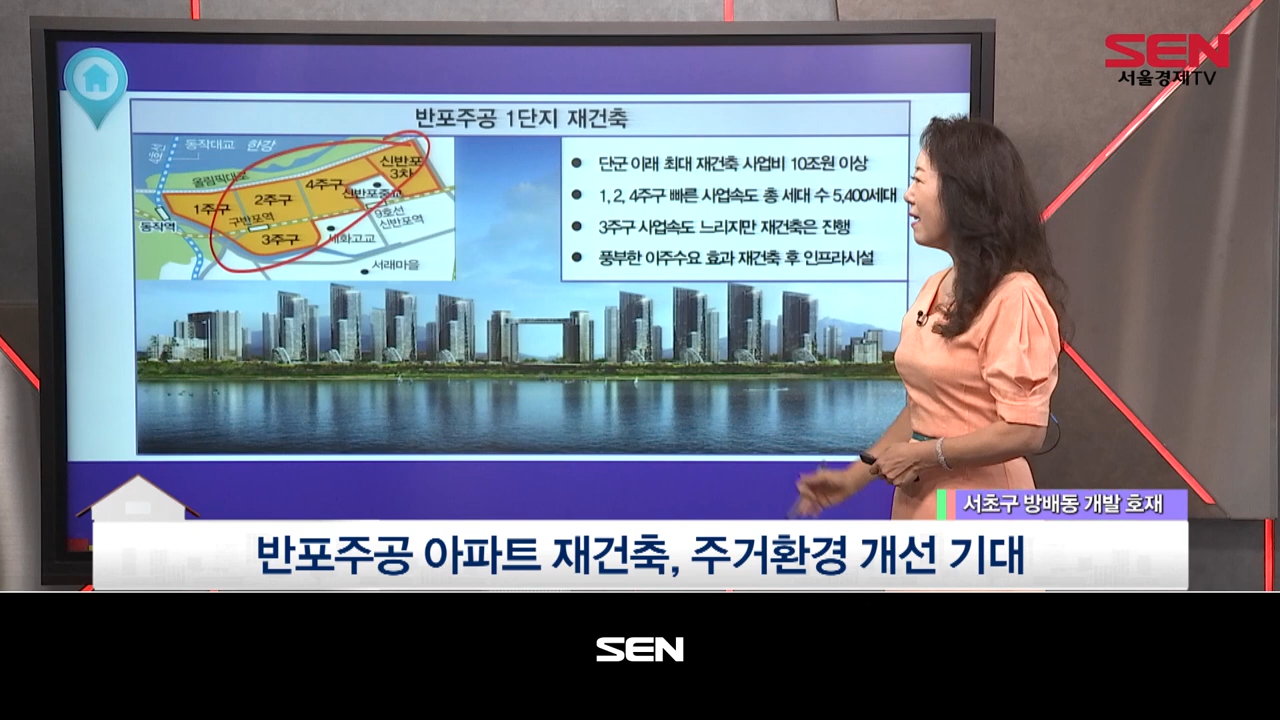 SEN
서울경제TV
반포주공 1단지 재건축
동작대교
한강
올림픽대로
신반포
3차
4주구
2주구
1주구
신반포중교
구반포역
9호선
신반포역
동작역
3주구
세화고교
서래마을
● 단군 이래 최대 재건축 사업비 10조원 이상
● 1, 2, 4주구 빠른 사업속도 총 세대 수 5,400세대
● 3주구 사업속도 느리지만 재건축은 진행
● 풍부한 이주수요 효과 재건축 후 인프라시설
서초구 방배동 개발 호재
반포주공 아파트 재건축, 주거환경 개선 기대
SEN